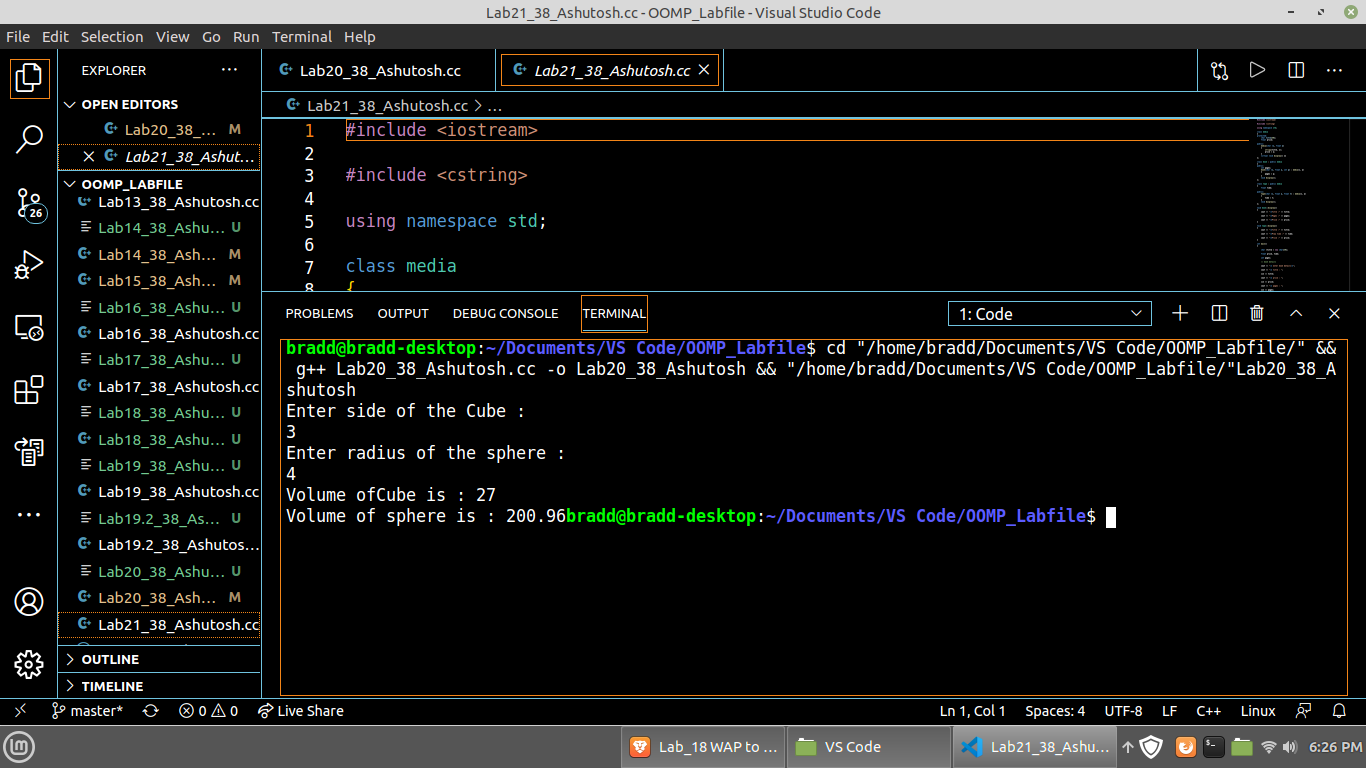 Lab21_38_Ashutosh.cc - OOMP_Labfile - Visual Studio Code
File Edit Selection View Go Run Terminal Help
EXPLORER
OPEN EDITORS
Lab20_38_... M
Lab21_38_Ashut...
OOMP_LABFILE
Lab13_38_Ashutosh.cc
Lab14_38_Ashu... U
Lab14_38_Ash... M
Lab15_38_Ash... M
Lab16_38_Ashu... U
Lab16_38_Ashutosh.cc
Lab17_38_Ashu... U
Lab17_38_Ashutosh.cc
Lab18_38_Ashu... U
Lab18_38_Ashu... U
Lab19_38_Ashu... U
Lab19_38_Ashutosh.cc
Lab19.2_38_As... U
Lab19.2_38_Ashutos...
Lab20_38_Ashu... U
Lab20_38_Ash... M
Lab21_38_Ashutosh.cc
OUTLINE
TIMELINE
26
Lab20_38_Ashutosh.cc Lab21_38_Ashutosh.cc
Lab21_38_Ashutosh.cc > ...
1 #include <iostream>
2
3 #include <cstring>
4
5 using namespace std;
6
7 class media
8 {
PROBLEMS OUTPUT DEBUG CONSOLE TERMINAL 1: Code
bradd@bradd-desktop:~/Documents/VS Code/OOMP_Labfile$ cd "/home/bradd/Documents/VS Code/OOMP_Labfile/" &&
g++ Lab20_38_Ashutosh.cc -o Lab20_38_Ashutosh && "/home/bradd/Documents/VS Code/OOMP_Labfile/"Lab20_38_A
shutosh
Enter side of the Cube :
3
Enter radius of the sphere :
4
Volume ofCube is : 27
Volume of sphere is : 200.96bradd@bradd-desktop:~/Documents/VS Code/OOMP_Labfile$
master* 0 0 Live Share Ln 1, Col 1 Spaces: 4 UTF-8 LF C++ Linux
Lab_18 WAP to ... VS Code Lab21_38_Ashu... 6:26 PM